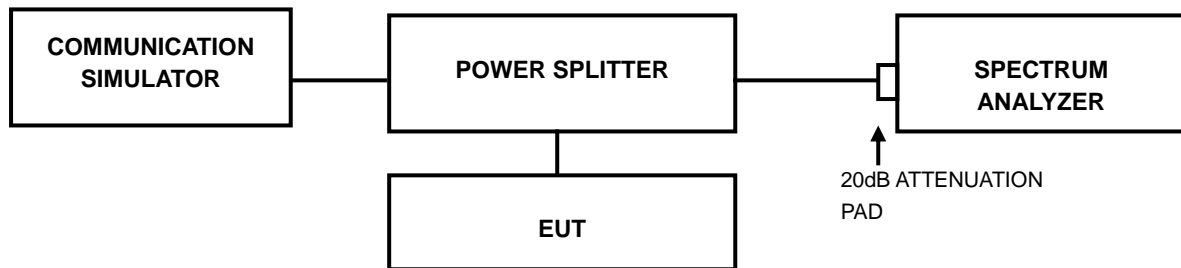 COMMUNICATION
SIMULATOR
POWER SPLITTER
SPECTRUM
ANALYZER
20dB ATTENUATION
PAD
EUT